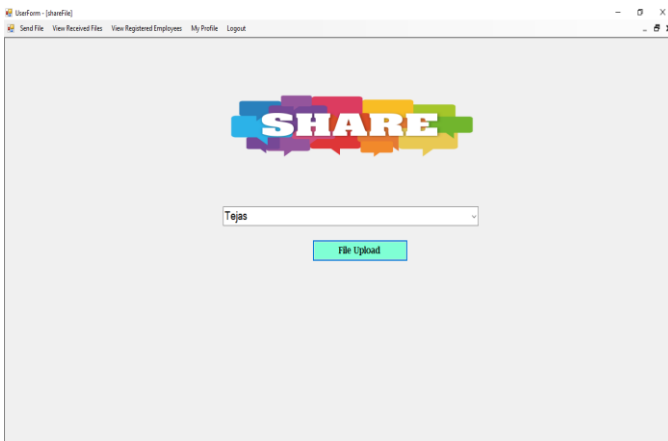 UserForm - [shareFile]
Send File View Received Files View Registered Employees My Profile Logout
SHARE
Tejas
File Upload